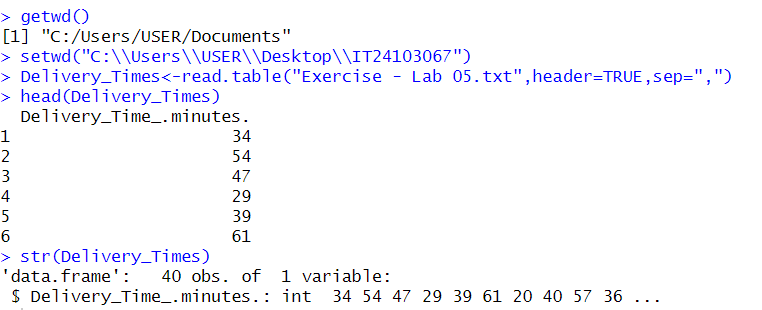 > getwd()
[1] "C:/Users/USER/Documents"
> setwd("C:\\Users\\USER\\Desktop\\IT24103067")
> Delivery_Times<-read.table("Exercise - Lab 05.txt",header=TRUE,sep=",")
> head(Delivery_Times)
  Delivery_Time_.minutes.
1                      34
2                      54
3                      47
4                      29
5                      39
6                      61
> str(Delivery_Times)
'data.frame':   40 obs. of  1 variable:
 $ Delivery_Time_.minutes.: int  34 54 47 29 39 61 20 40 57 36 ...